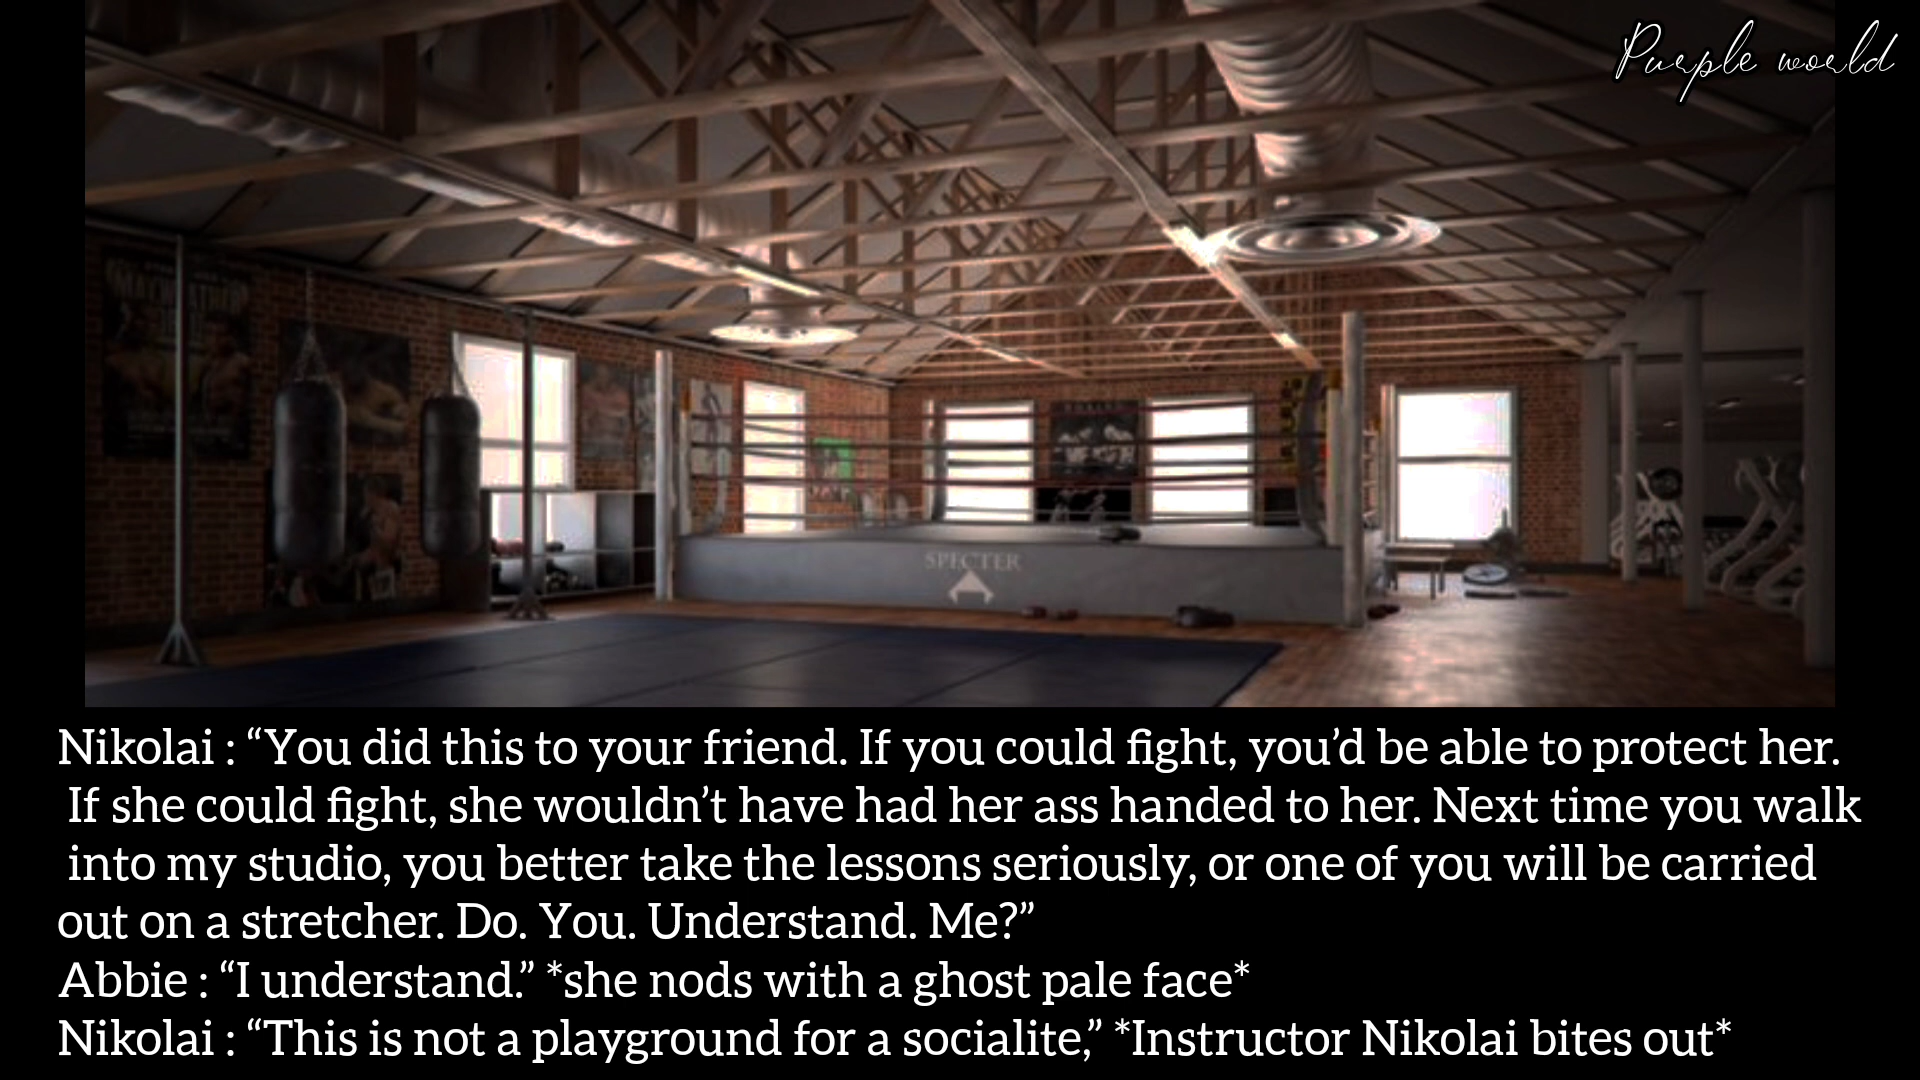 Purple world
SPECTER
Nikolai : “You did this to your friend. If you could fight, you’d be able to protect her.
If she could fight, she wouldn’t have had her ass handed to her. Next time you walk
into my studio, you better take the lessons seriously, or one of you will be carried
out on a stretcher. Do. You. Understand. Me?”
Abbie : “I understand.” *she nods with a ghost pale face*
Nikolai : “This is not a playground for a socialite,” *Instructor Nikolai bites out*